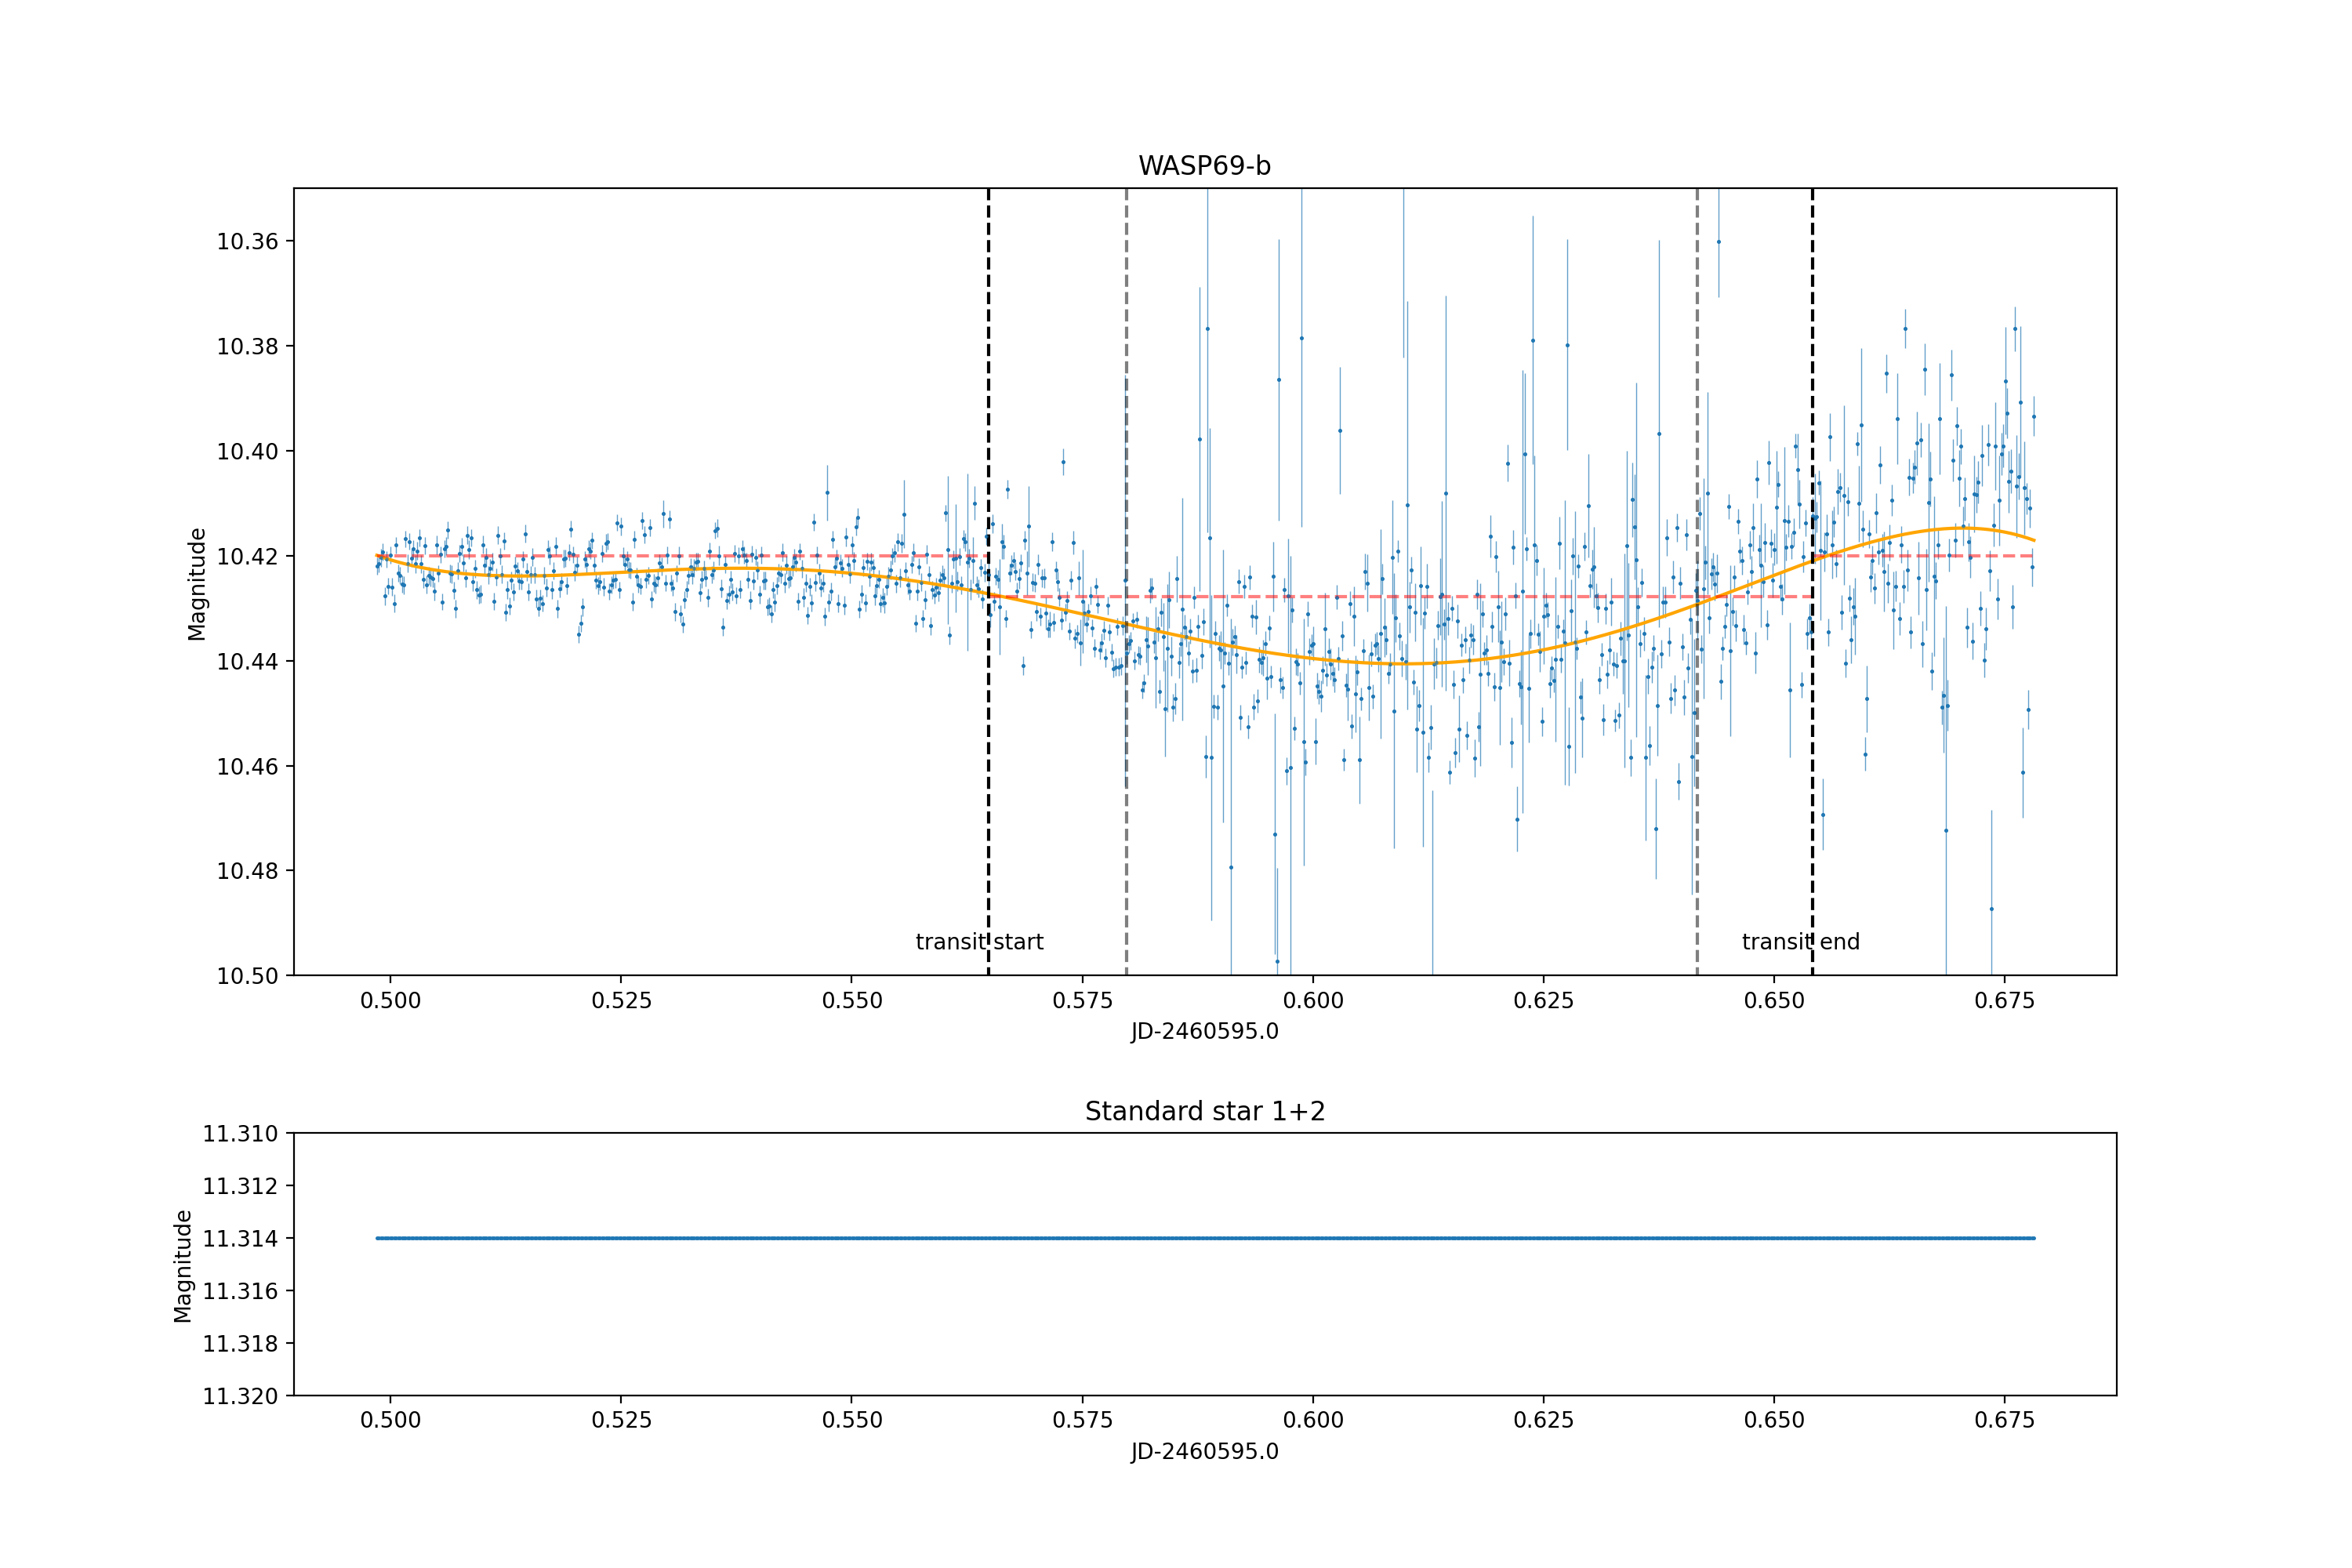 WASP69-b
Magnitude
10.36
10.38
10.40
10.42
10.44
10.46
10.48
10.50
transit start
transit end
0.500 0.525 0.550 0.575 0.600 0.625 0.650 0.675
JD-2460595.0
Standard star 1+2
Magnitude
11.310
11.312
11.314
11.316
11.318
11.320
0.500 0.525 0.550 0.575 0.600 0.625 0.650 0.675
JD-2460595.0